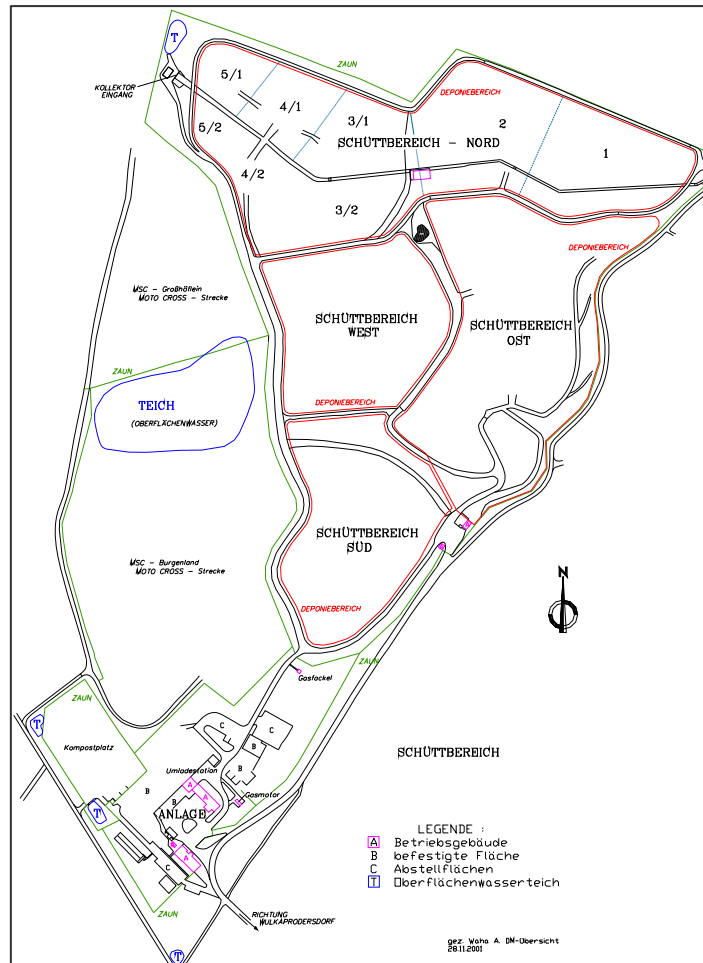 T
ZAUN
KOLLEKTOR
EINGANG
5/1
4/1
3/1
DEPONIEBEREICH
2
1
5/2
SCHÜTTBEREICH - NORD
4/2
3/2
DEPONIEBEREICH
MSC - Großhöflein
MOTO CROSS - Strecke
SCHÜTTBEREICH
WEST
SCHÜTTBEREICH
OST
ZAUN
TEICH
(OBERFLÄCHENWASSER)
DEPONIEBEREICH
SCHÜTTBEREICH
SÜD
MSC - Burgenland
MOTO CROSS - Strecke
N
DEPONIEBEREICH
ZAUN
Gasfackel
ZAUN
T
Kompostplatz
C
C
B
B
Umladestation
SCHÜTTBEREICH
B
B
A
A
Gasmotor
T
ANLAGE
A
C
LEGENDE :
A Betriebsgebäude
B befestigte Fläche
C Abstellflächen
T Oberflächenwasserteich
RICHTUNG
WULKAPRODERSDORF
T
gez. Waha A. DM-Übersicht
28.11.2001